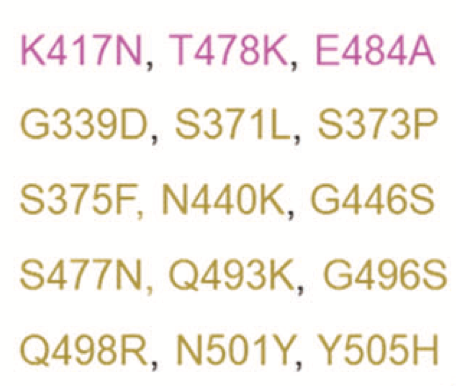 K417N, T478K, E484A
G339D, S371L, S373P
S375F, N440K, G446S
S477N, Q493K, G496S
Q498R, N501Y, Y505H